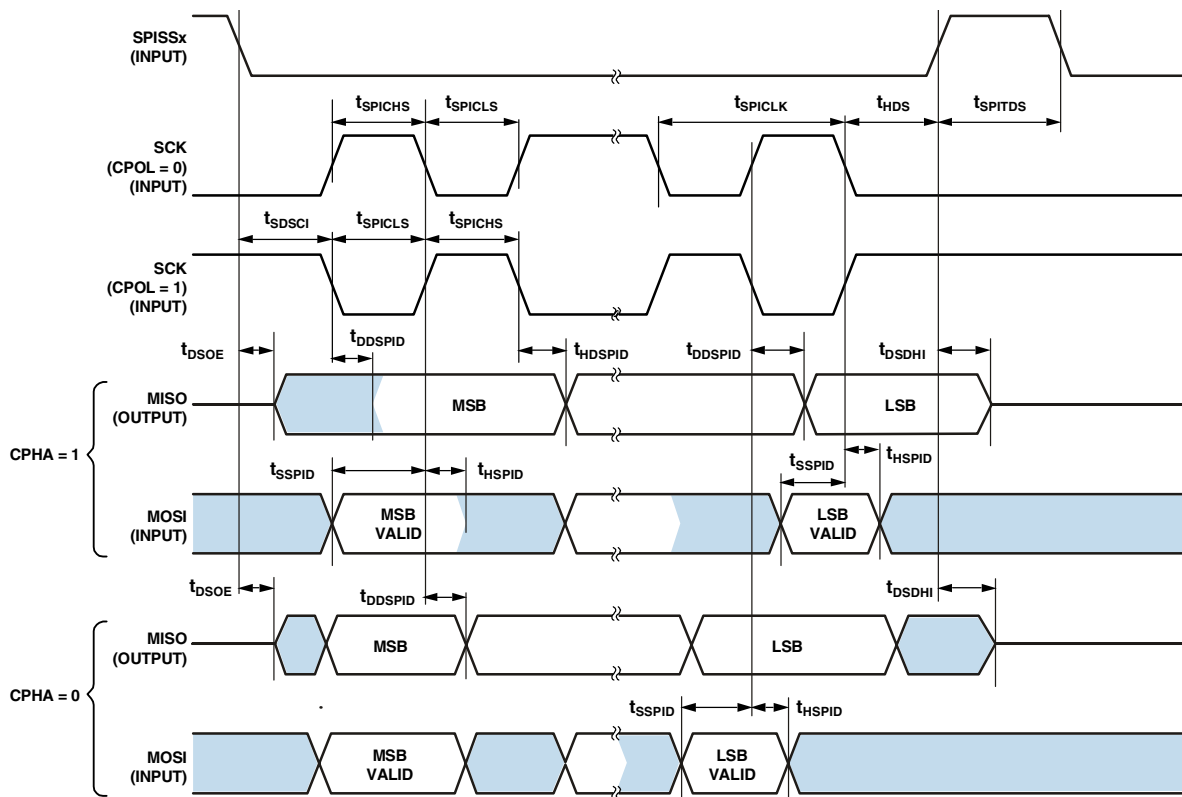 SPISSx
(INPUT)
tSPICHS
tSPICLS
tSPICLK
tHDS
tSPITDS
SCK
(CPOL = 0)
(INPUT)
tSDSCI
tSPICLS
tSPICHS
SCK
(CPOL = 1)
(INPUT)
tDSOE
tDDSPID
tHDSPID
tDDSPID
tDSDHI
MISO
(OUTPUT)
MSB
LSB
CPHA = 1
tSSPID
tHSPID
tSSPID
tHSPID
MOSI
(INPUT)
MSB
VALID
LSB
VALID
tDSOE
tDDSPID
tDSDHI
MISO
(OUTPUT)
MSB
LSB
CPHA = 0
tSSPID
tHSPID
MOSI
(INPUT)
MSB
VALID
LSB
VALID